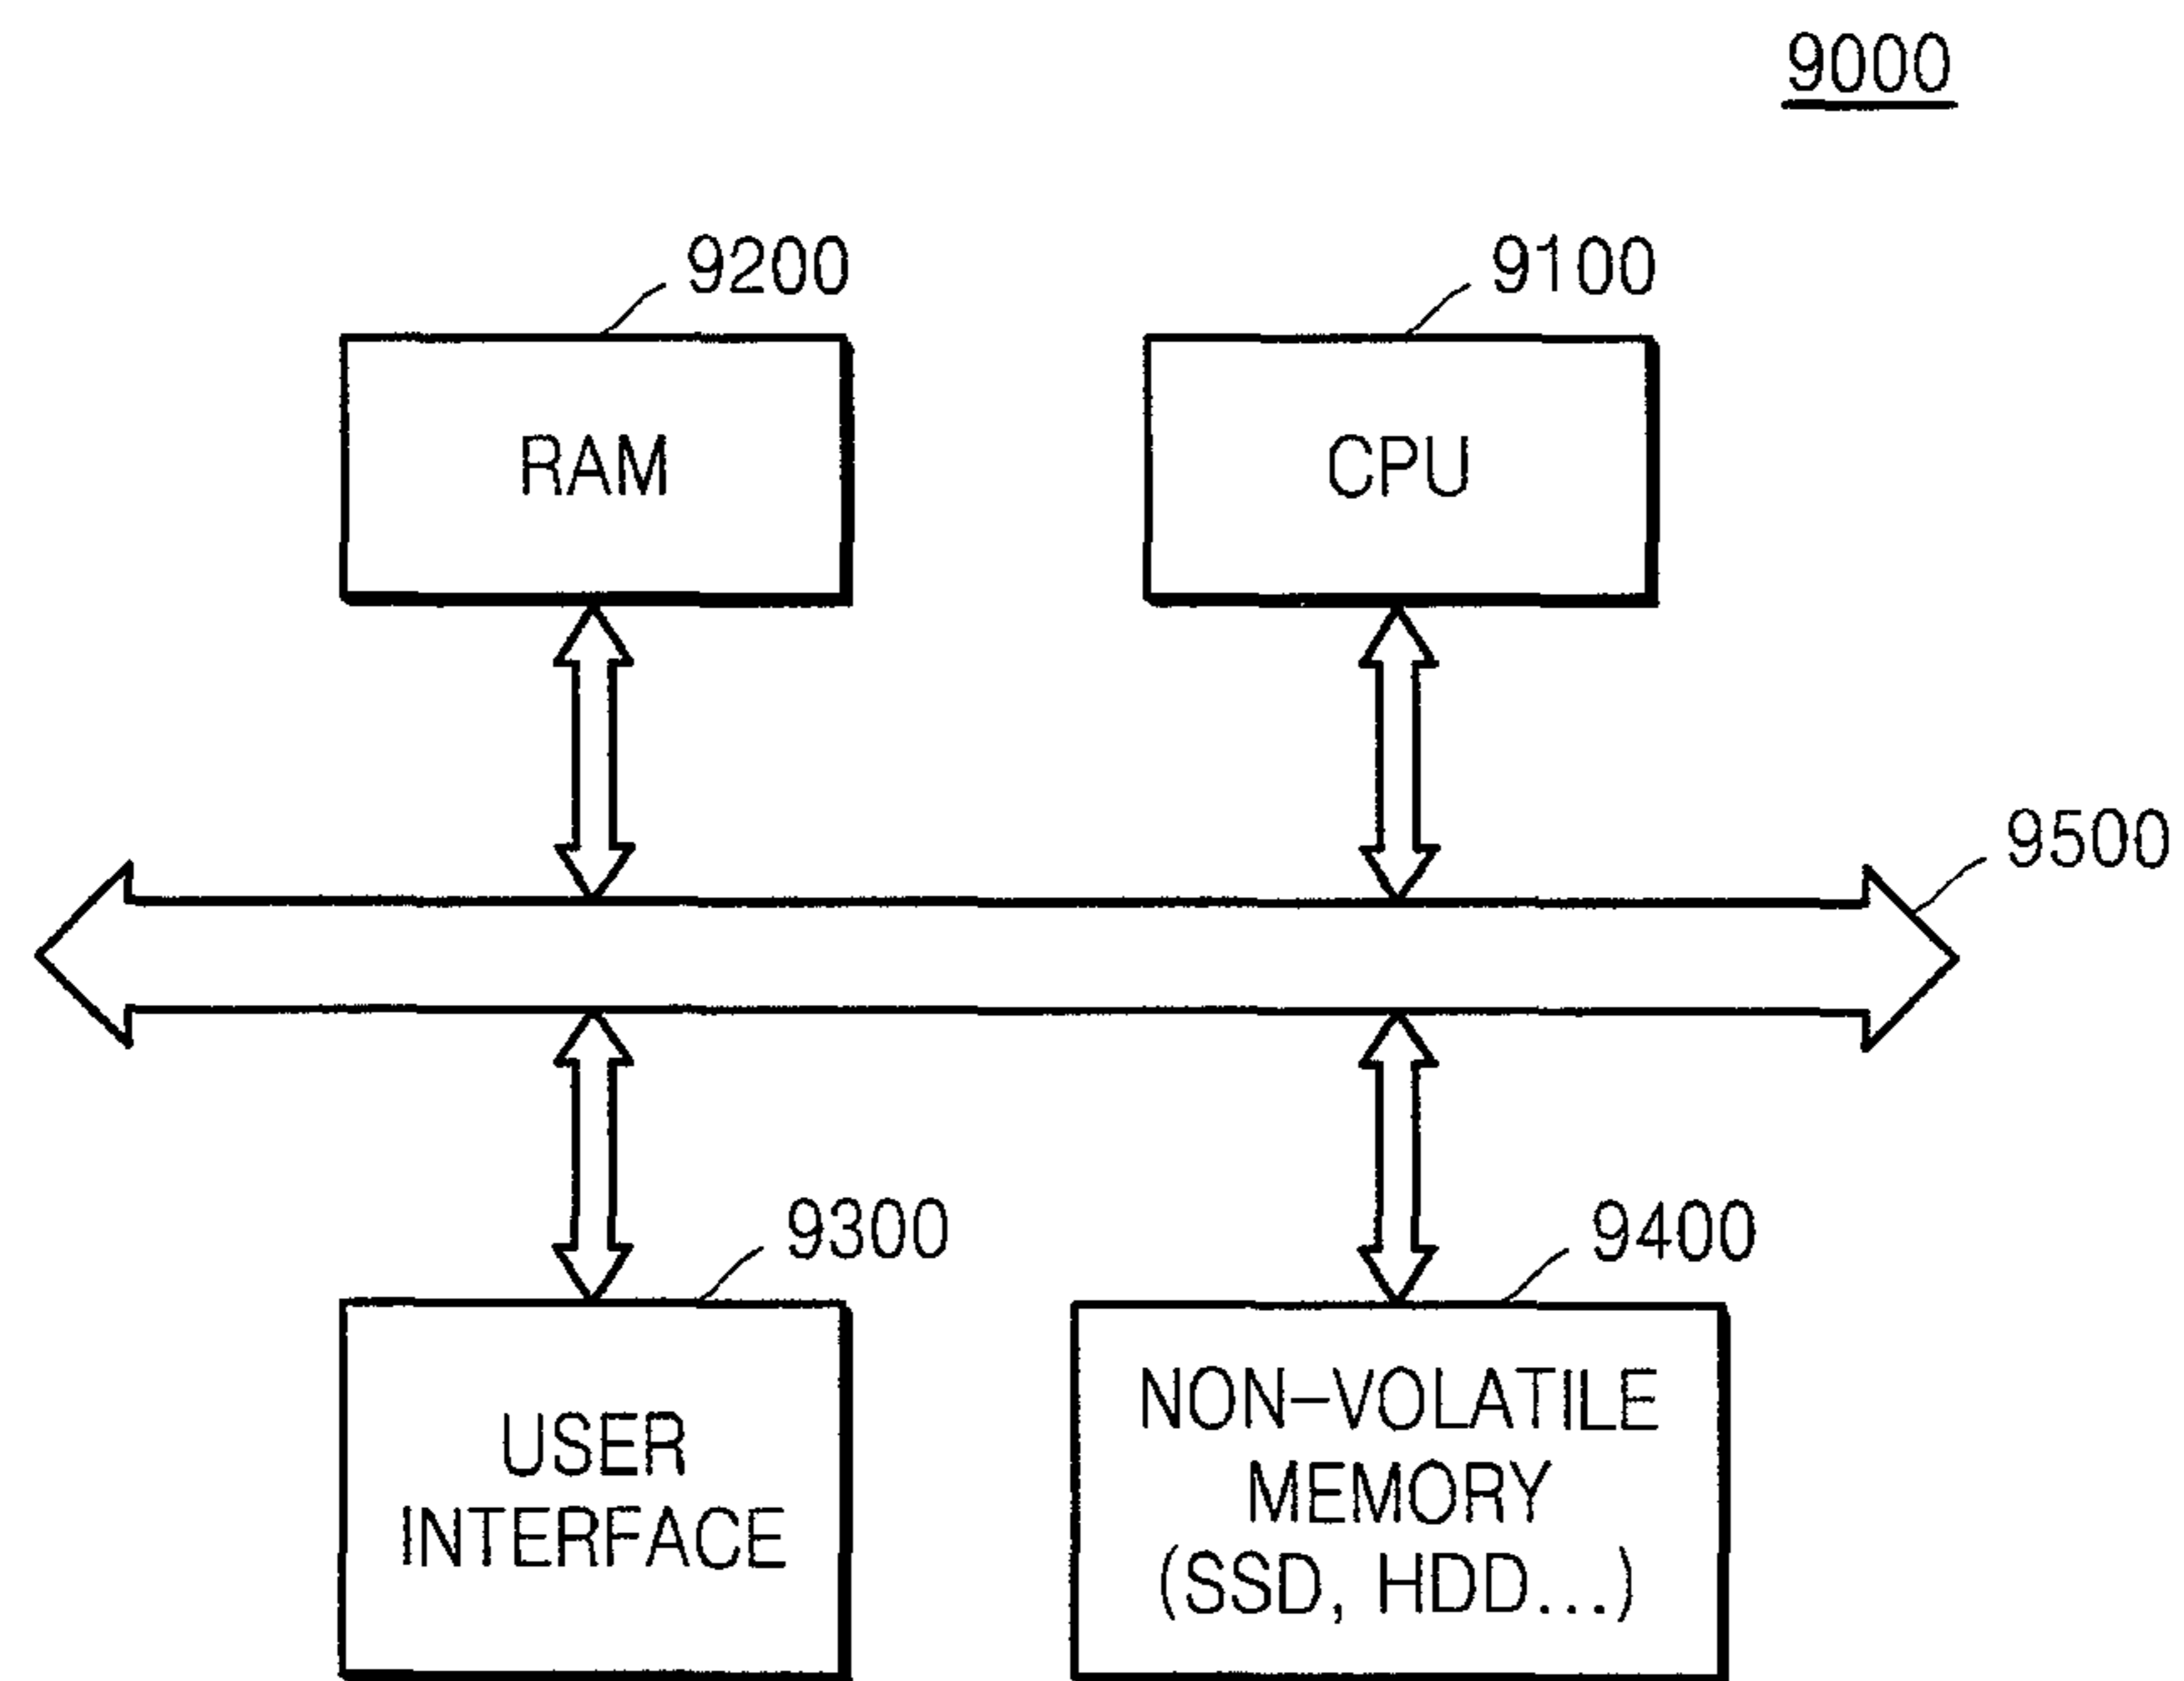 9000
9200
9100
RAM
CPU
9500
9300
9400
USER
INTERFACE
NON-VOLATILE
MEMORY
(SSD, HDD...)